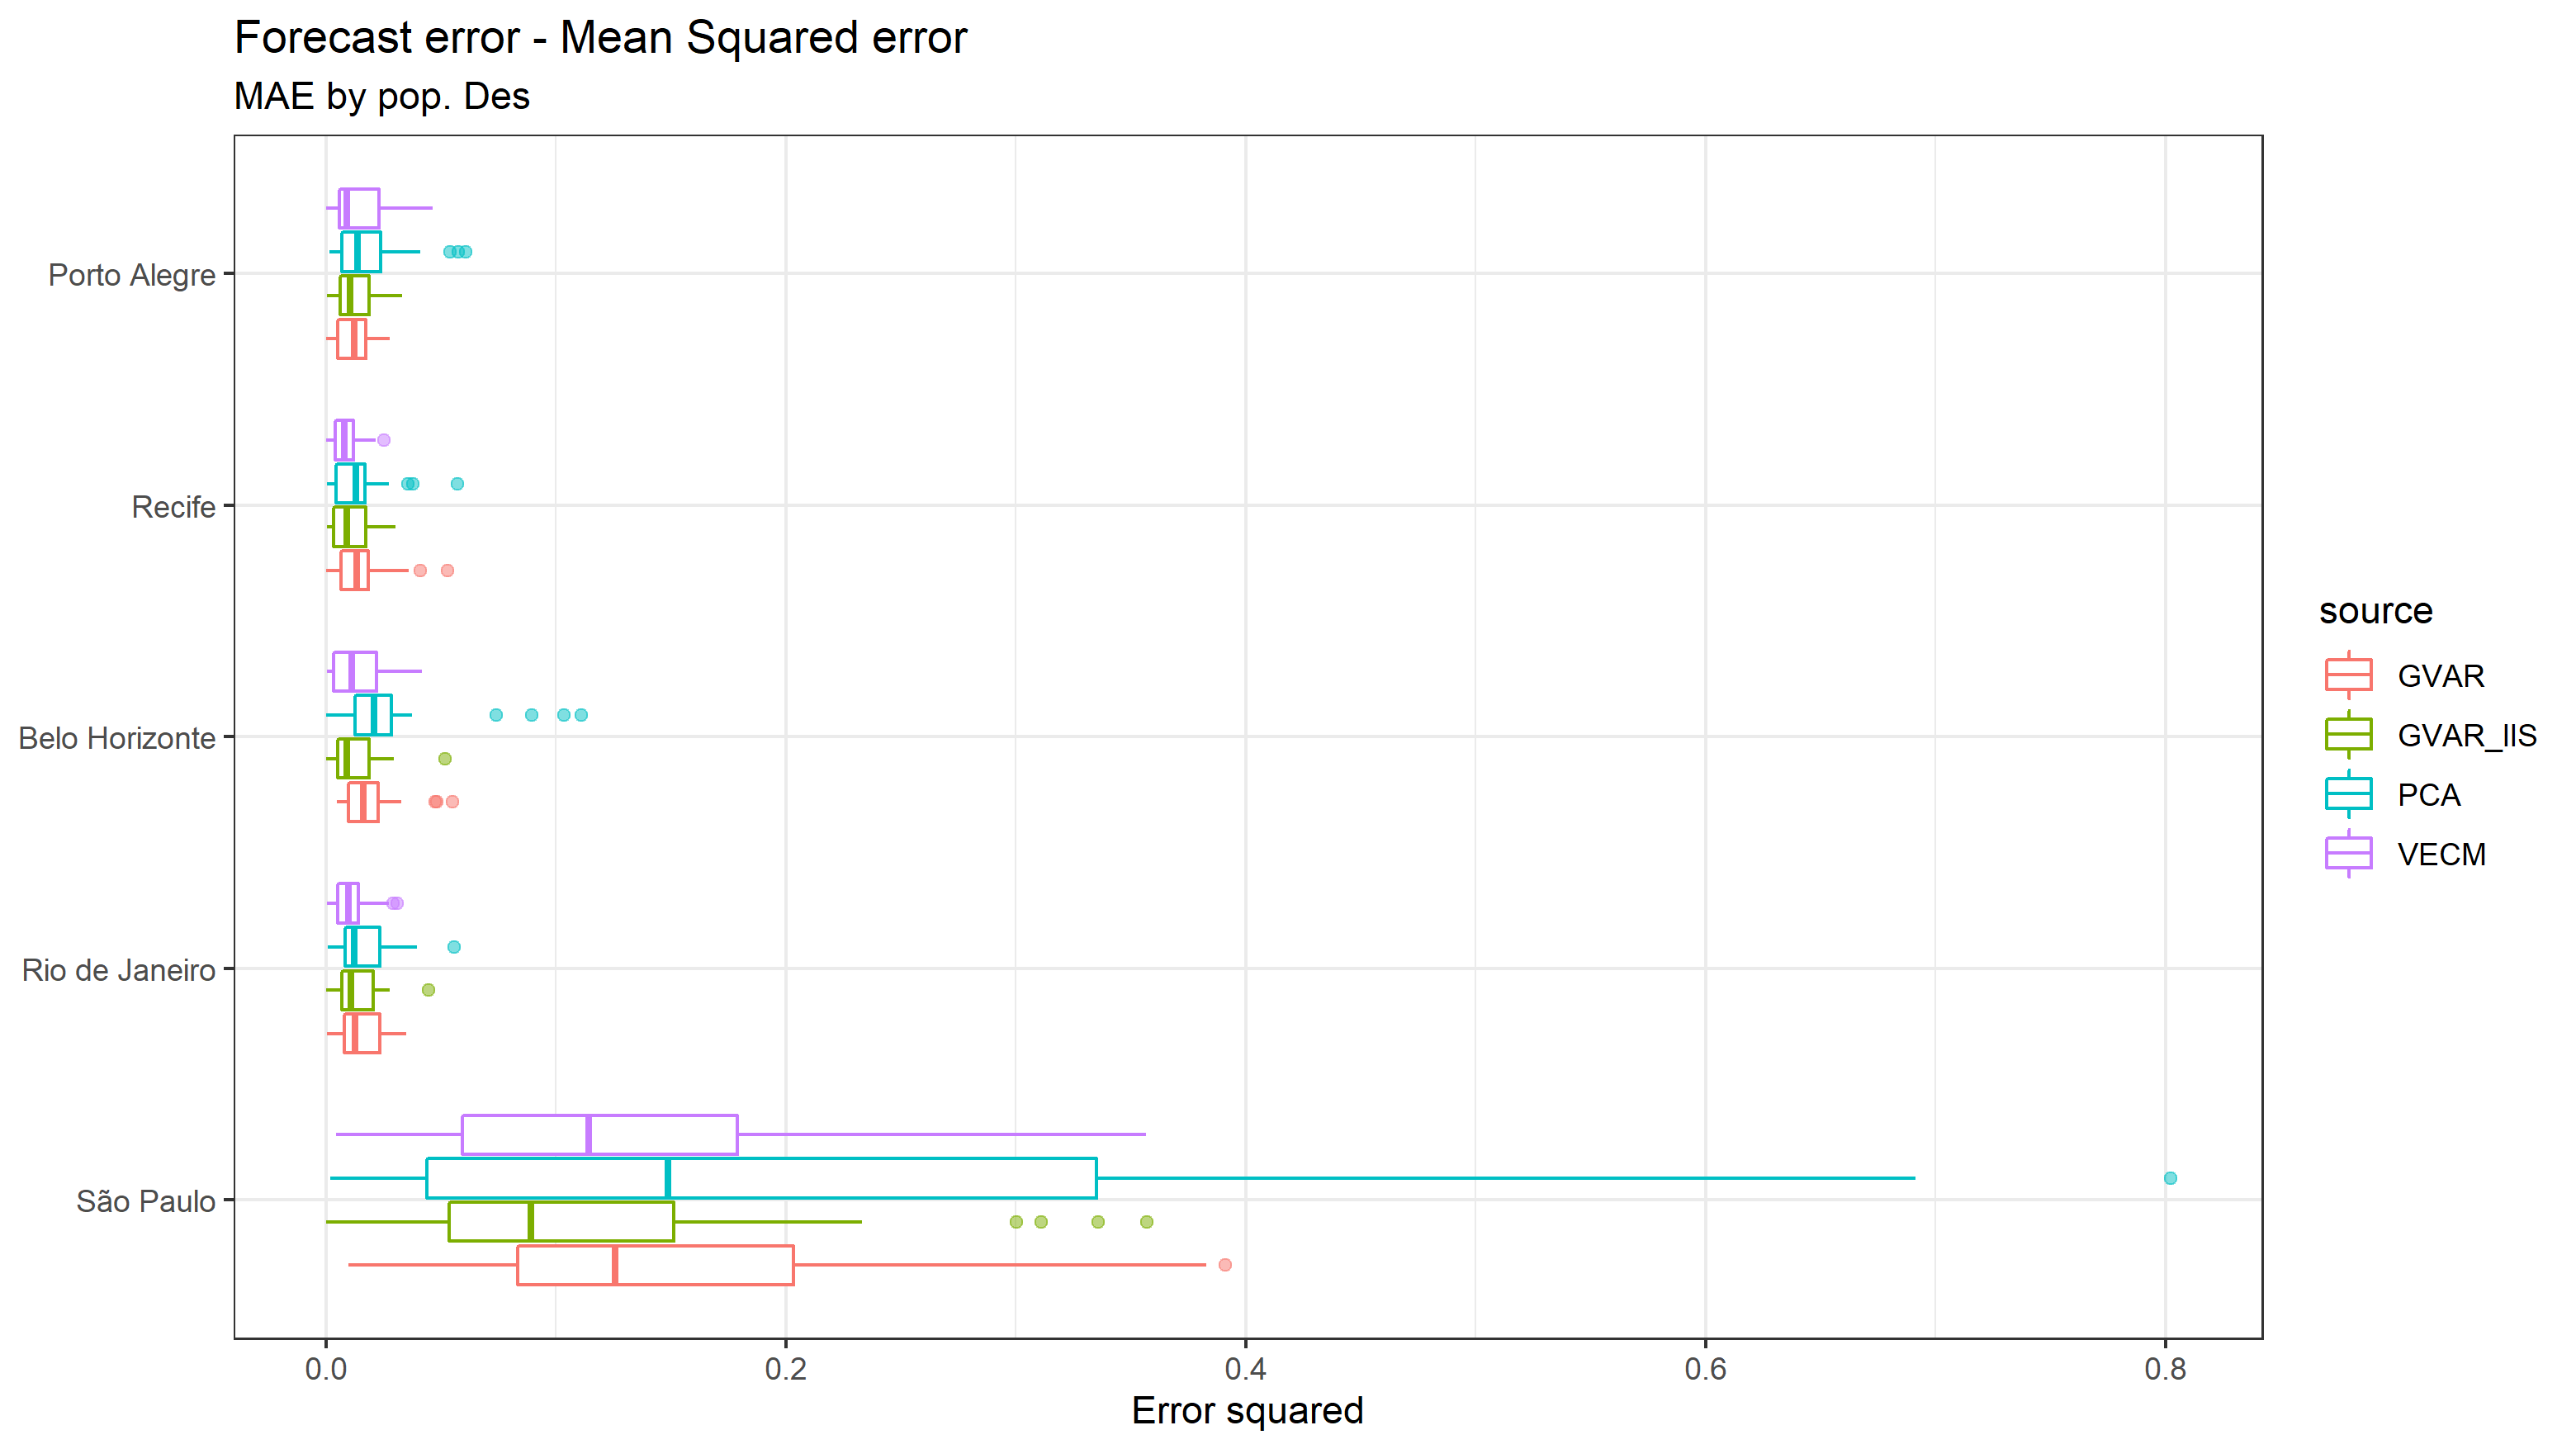 Forecast error - Mean Squared error
MAE by pop. Des
Porto Alegre
Recife
Belo Horizonte
Rio de Janeiro
São Paulo
0.0 0.2 0.4 0.6 0.8
Error squared
source
GVAR
GVAR_IIS
PCA
VECM